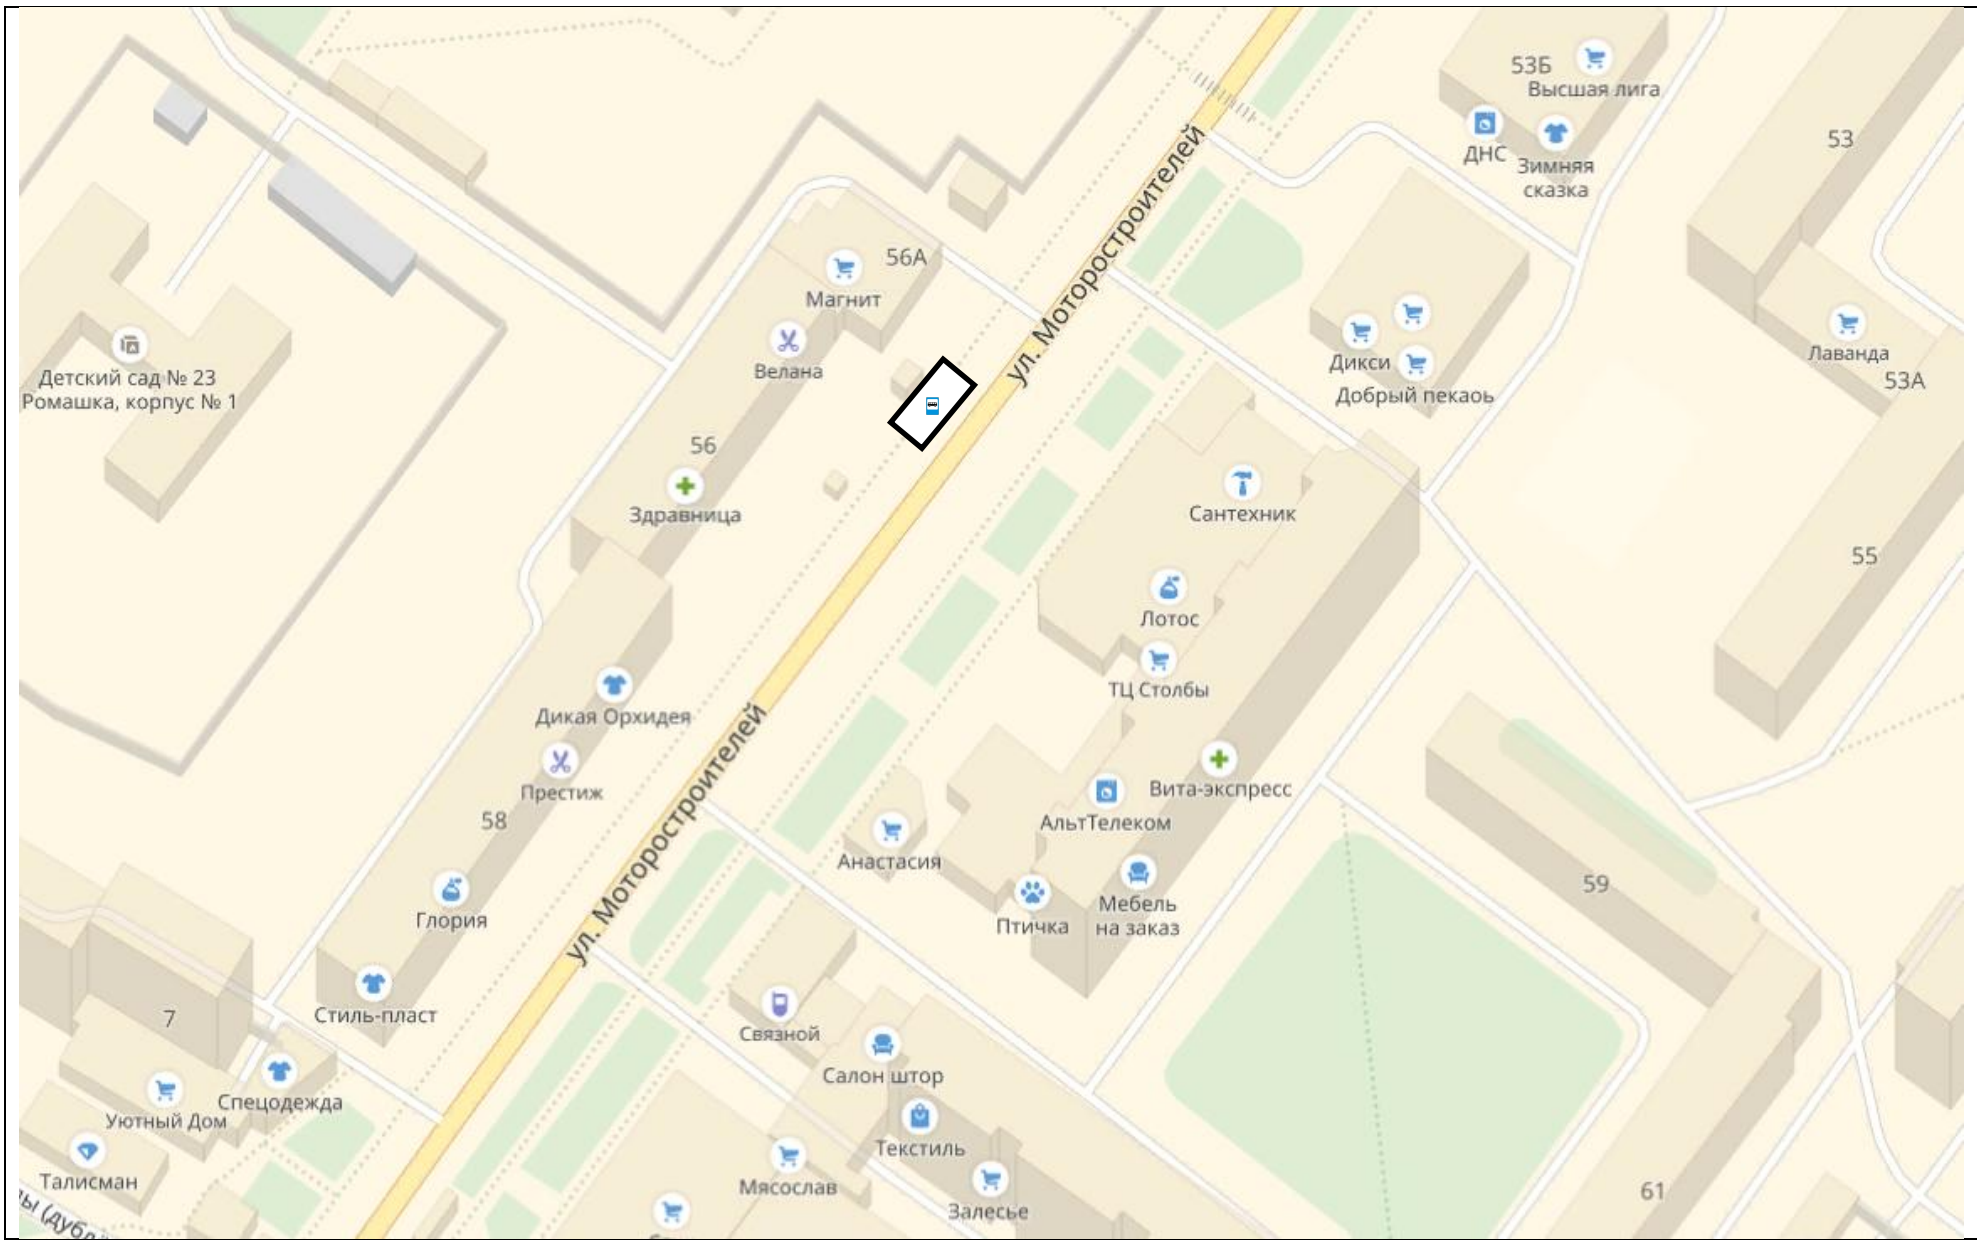 53Б
Высшая лига
ДНС
Зимняя
сказка
53
ул. Моторостроителей
56А
Магнит
Велана
Дикси
Добрый пекаоь
Лаванда
53А
Детский сад № 23
Ромашка, корпус № 1
56
Здравница
Сантехник
55
Лотос
ТЦ Столбы
Дикая Орхидея
Престиж
58
ул. Моторостроителей
Вита-экспресс
АльтТелеком
Анастасия
Мебель
на заказ
Птичка
59
Глория
Стиль-пласт
7
Связной
Салон штор
Спецодежда
Уютный Дом
Текстиль
Талисман
Мясослав
Залесье
61